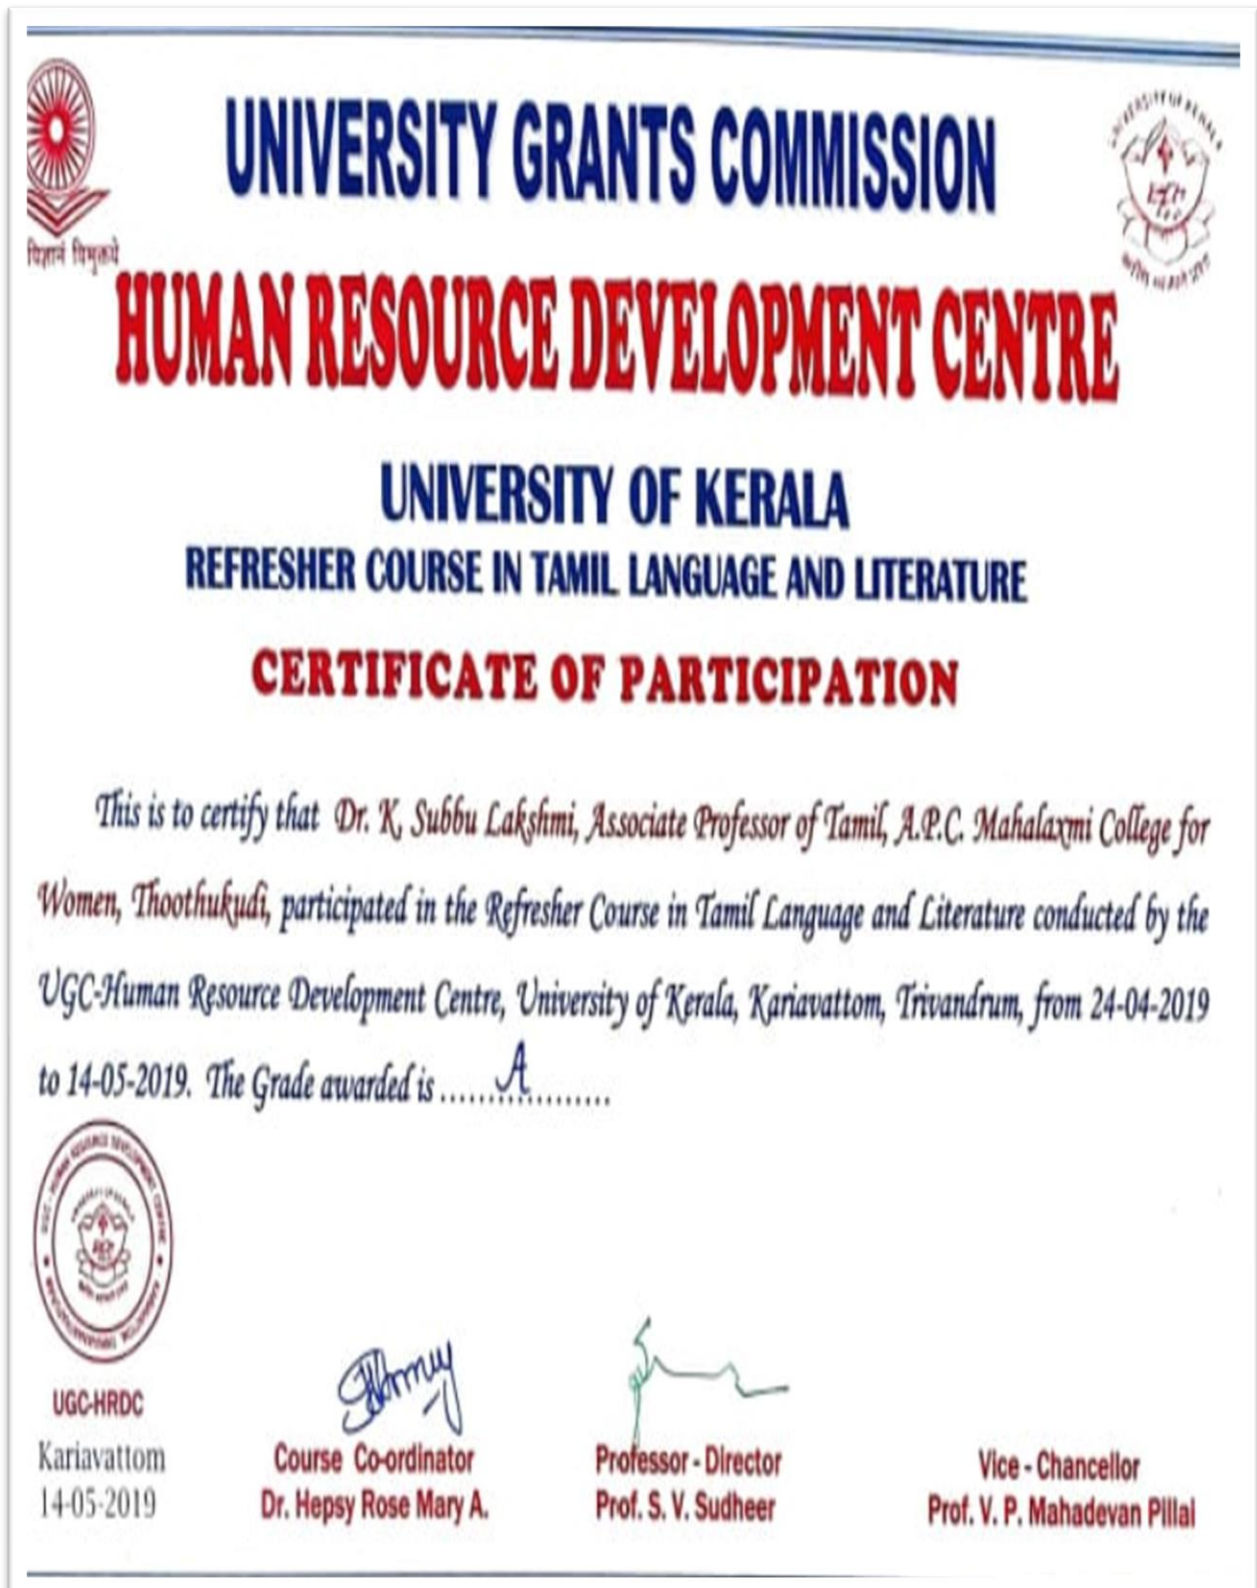 UNIVERSITY GRANTS COMMISSION
विज्ञानं विमुक्तये
HUMAN RESOURCE DEVELOPMENT CENTRE
UNIVERSITY OF KERALA
REFRESHER COURSE IN TAMIL LANGUAGE AND LITERATURE
CERTIFICATE OF PARTICIPATION
This is to certify that Dr. K. Subbu Lakshmi, Associate Professor of Tamil, A.P.C. Mahalaxmi College for
Women, Thoothukudi, participated in the Refresher Course in Tamil Language and Literature conducted by the
UGC-Human Resource Development Centre, University of Kerala, Kariavattom, Trivandrum, from 24-04-2019
to 14-05-2019. The Grade awarded is ......A...........
UGC-HRDC
Kariavattom
14-05-2019
Course Co-ordinator
Dr. Hepsy Rose Mary A.
Professor - Director
Prof. S. V. Sudheer
Vice - Chancellor
Prof. V. P. Mahadevan Pillai